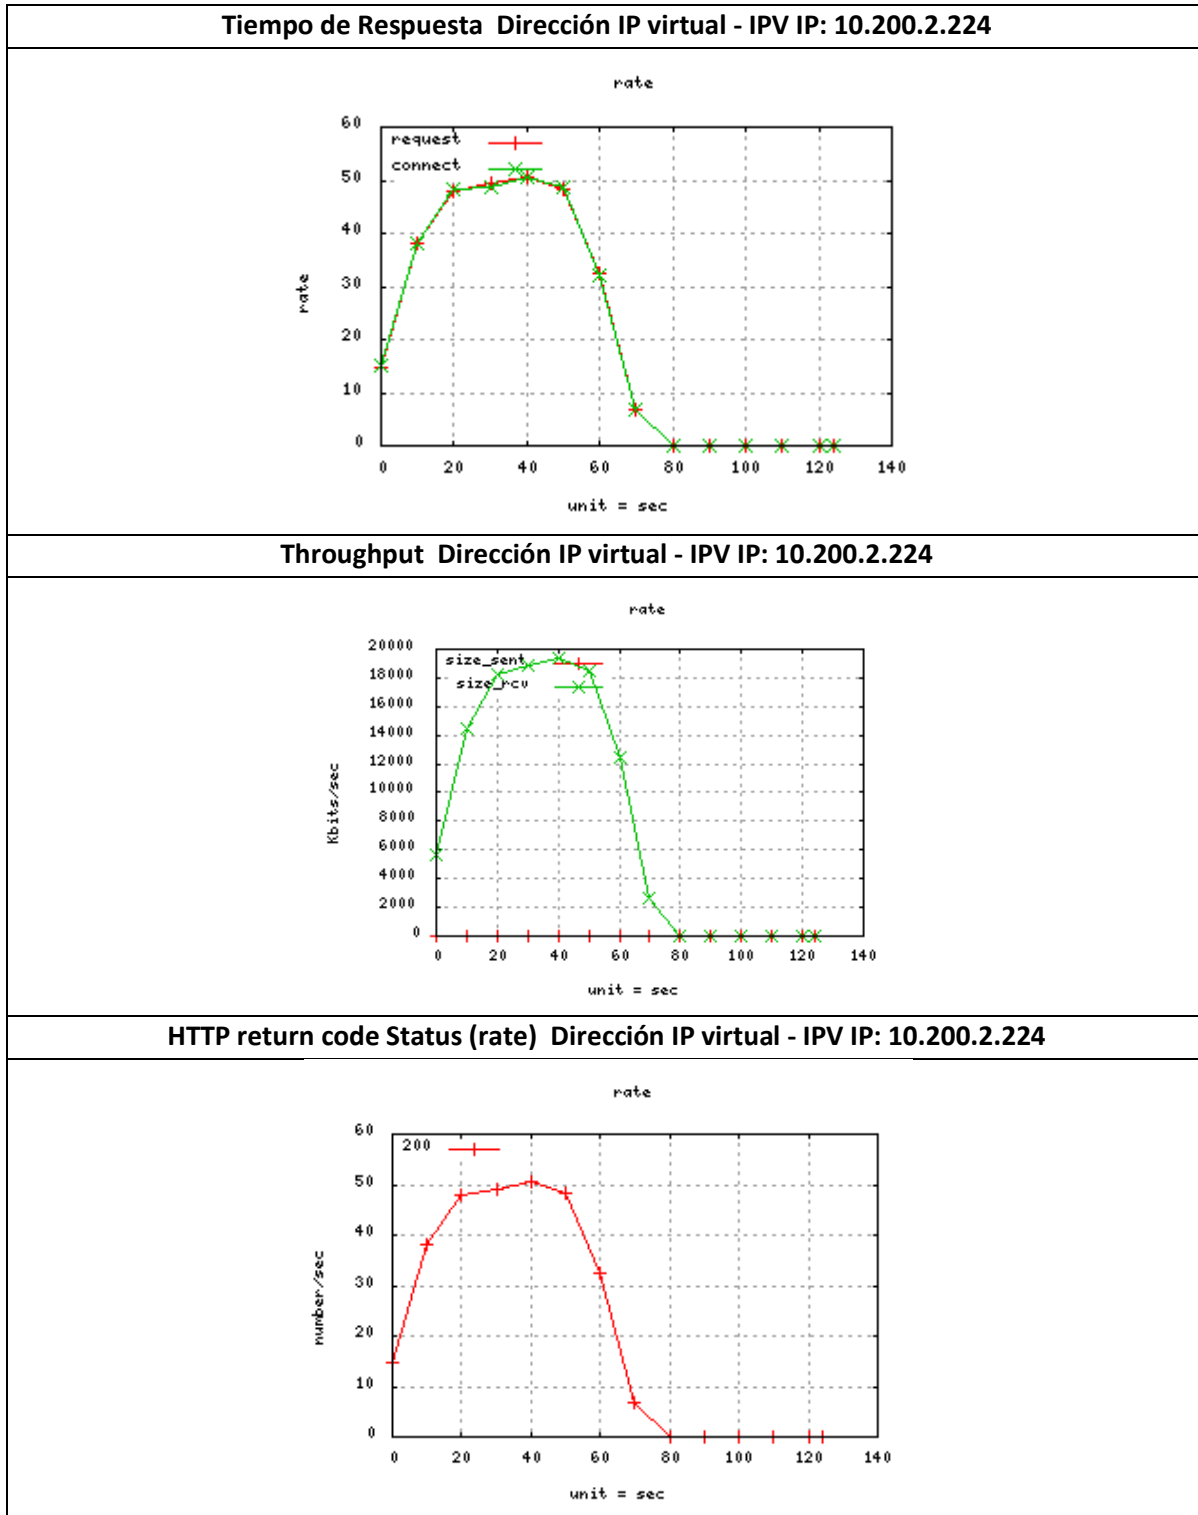 Tiempo de Respuesta  Dirección IP virtual - IPV IP: 10.200.2.224
rate
60
request
connect
50
40
30
rate
20
10
0
0 20 40 60 80 100 120 140
unit = sec
Throughput  Dirección IP virtual - IPV IP: 10.200.2.224
rate
20000
size_sent
18000
size_rcv
16000
14000
12000
10000
Kbits/sec
8000
6000
4000
2000
0
0 20 40 60 80 100 120 140
unit = sec
HTTP return code Status (rate)  Dirección IP virtual - IPV IP: 10.200.2.224
rate
60
200
50
40
30
number/sec
20
10
0
0 20 40 60 80 100 120 140
unit = sec